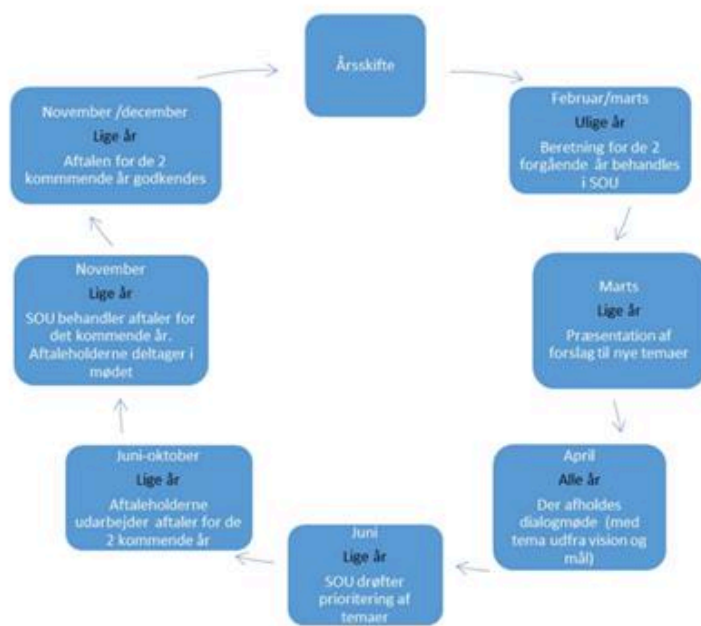 Årsskifte
Februar/marts
Ulige år
Beretning for de 2
forgående år behandles
i SOU
Marts
Lige år
Præsentation af
forslag til nye temaer
April
Alle år
Der afholdes
dialogmøde (med
tema udfra vision og
mål)
Juni
Lige år
SOU drøfter
prioritering af
temaer
Juni-oktober
Lige år
Aftaleholderne
udarbejder aftaler for de
2 kommende år
November
Lige år
SOU behandler aftaler for
det kommende år.
Aftaleholderne deltager i
mødet
November /december
Lige år
Aftalen for de 2
kommmende år godkendes